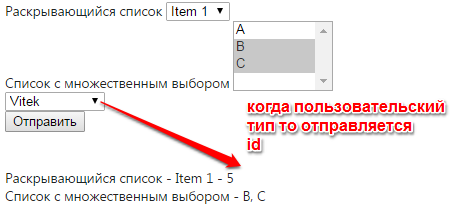 Раскрывающийся список Item 1
A
B
C
Список с множественным выбором
Vitek
Отправить
когда пользовательский
тип то отправляется
id
Раскрывающийся список - Item 1 - 5
Список с множественным выбором - B, C